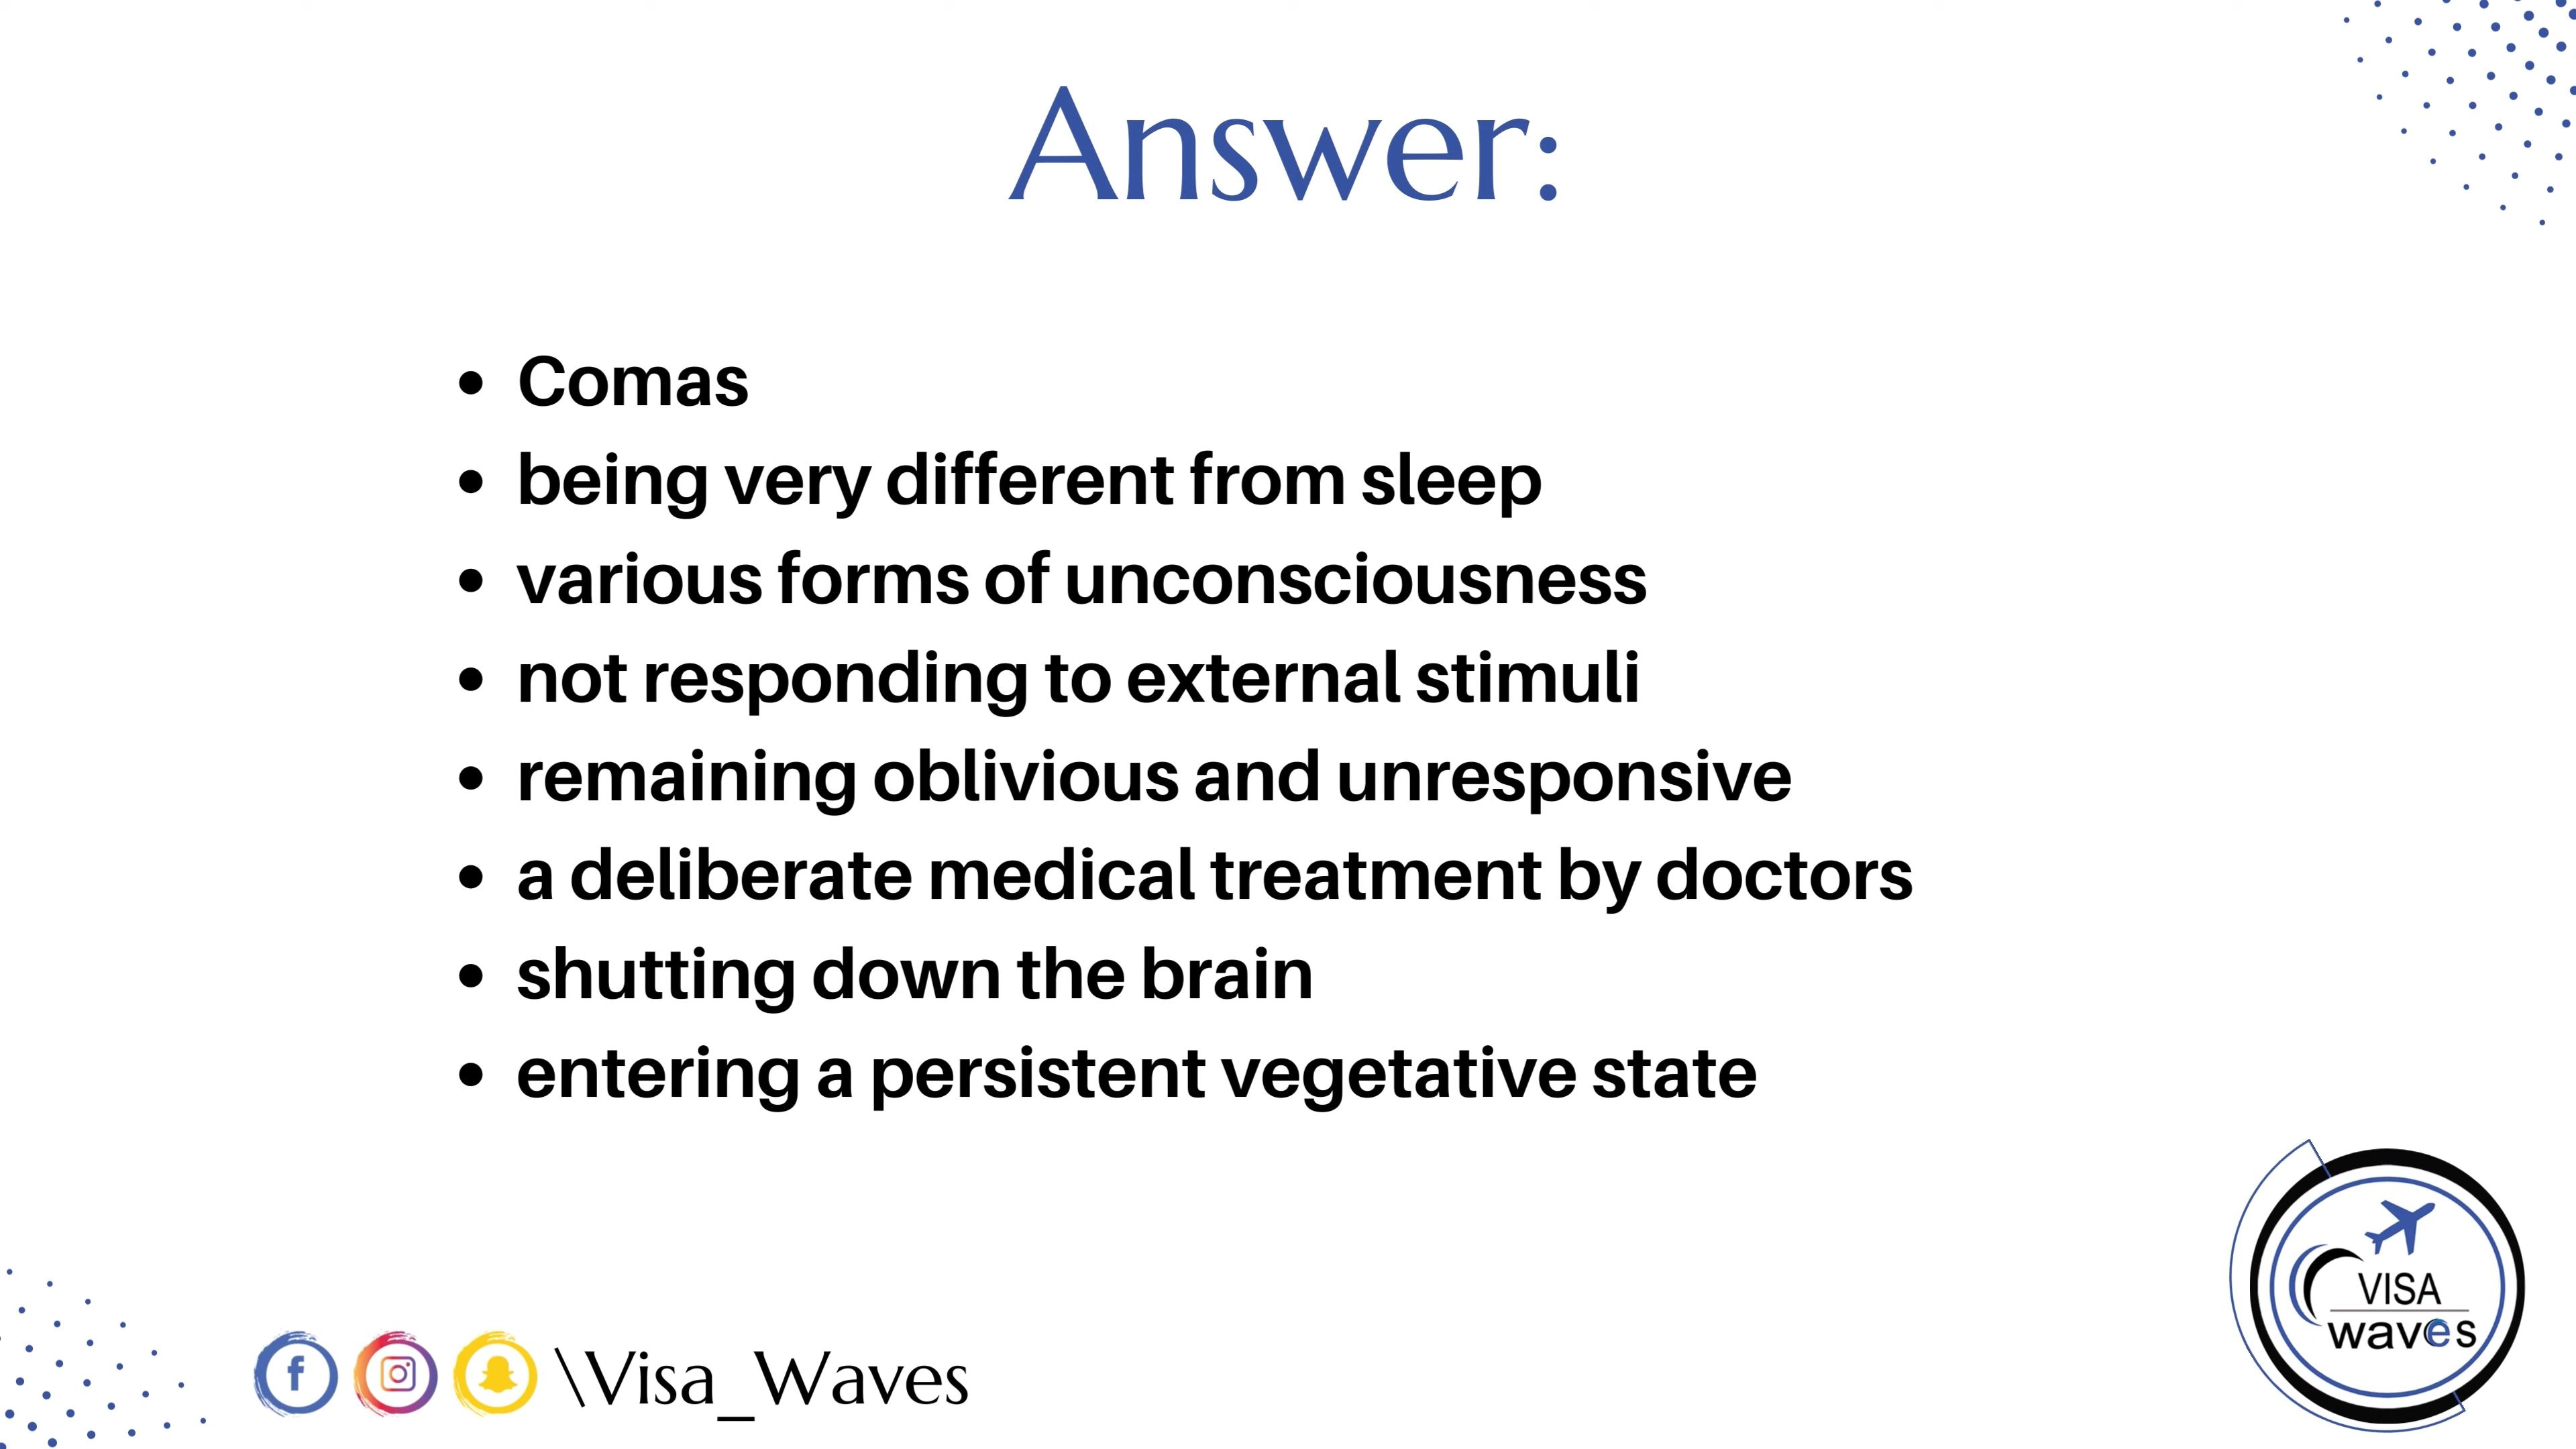 Answer:
• Comas
• being very different from sleep
• various forms of unconsciousness
• not responding to external stimuli
• remaining oblivious and unresponsive
• a deliberate medical treatment by doctors
• shutting down the brain
• entering a persistent vegetative state
VISA
waves
\Visa_Waves